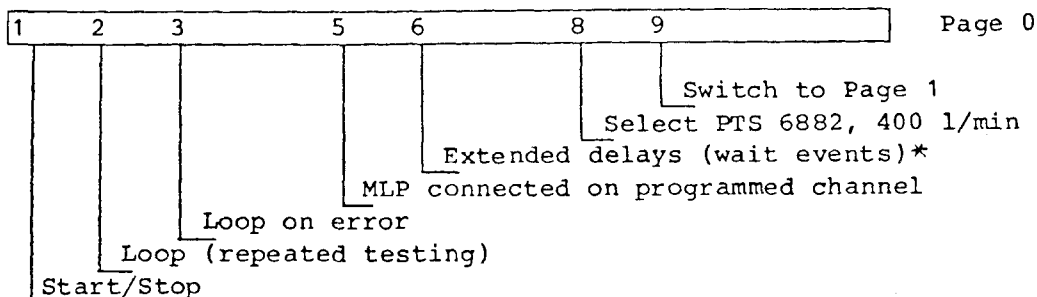 1 2 3 5 6 8 9 Page 0
Switch to Page 1
Select PTS 6882, 400 l/min
Extended delays (wait events)*
MLP connected on programmed channel
Loop on error
Loop (repeated testing)
Start/Stop